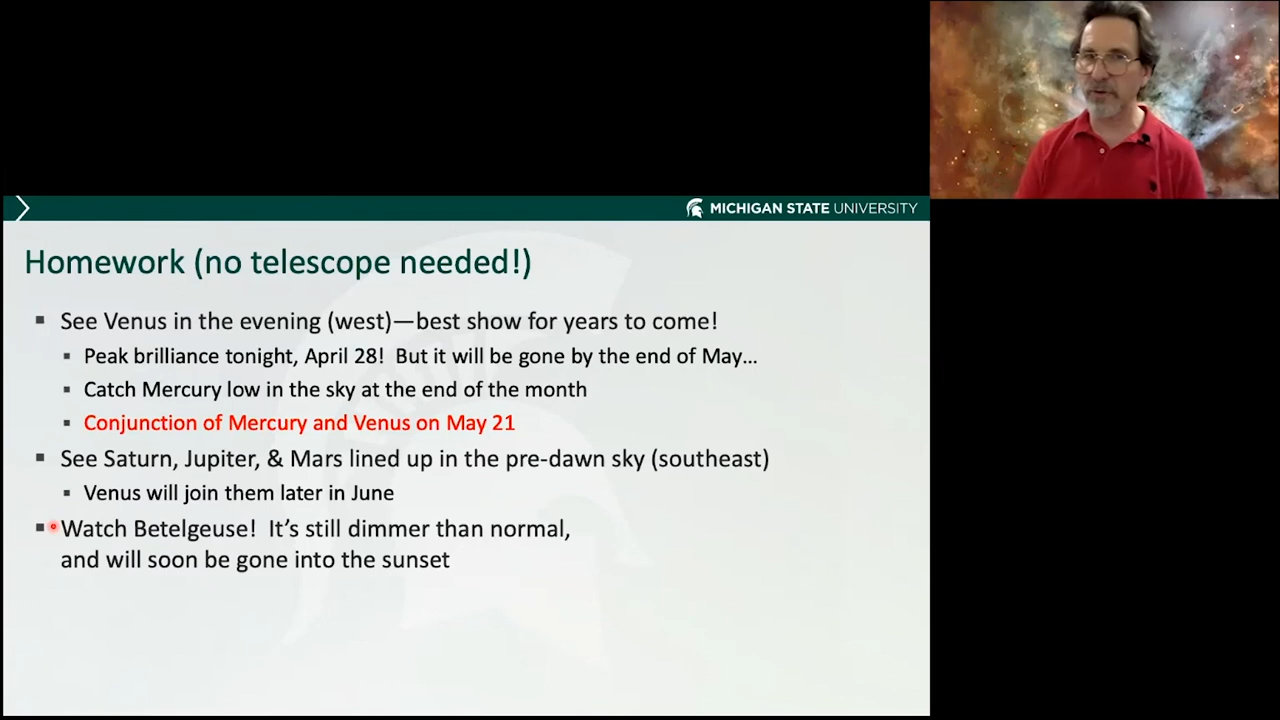 MICHIGAN STATE UNIVERSITY
Homework (no telescope needed!)
See Venus in the evening (west)—best show for years to come!
Peak brilliance tonight, April 28! But it will be gone by the end of May…
Catch Mercury low in the sky at the end of the month
Conjunction of Mercury and Venus on May 21
See Saturn, Jupiter, & Mars lined up in the pre-dawn sky (southeast)
Venus will join them later in June
Watch Betelgeuse! It's still dimmer than normal,
and will soon be gone into the sunset